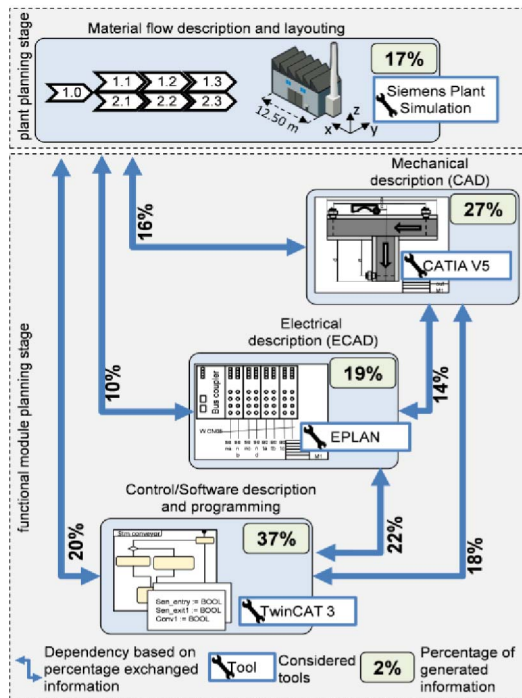 plant planning stage
Material flow description and layouting
1.0
1.1 1.2 1.3
2.1 2.2 2.3
12.50 m
z
x y
17%
Siemens Plant
Simulation
functional module planning stage
Mechanical
description (CAD)
27%
CATIA V5
16%
Electrical
description (ECAD)
19%
Bus coupler
EPLAN
10%
14%
Control/Software description
and programming
37%
Sen_entry := BOOL
Sen_exit1 := BOOL
Conv1 := BOOL
TwinCAT 3
20%
22%
18%
Dependency based on
percentage exchanged
information
Tool
Considered
tools
2%
Percentage of
generated
information